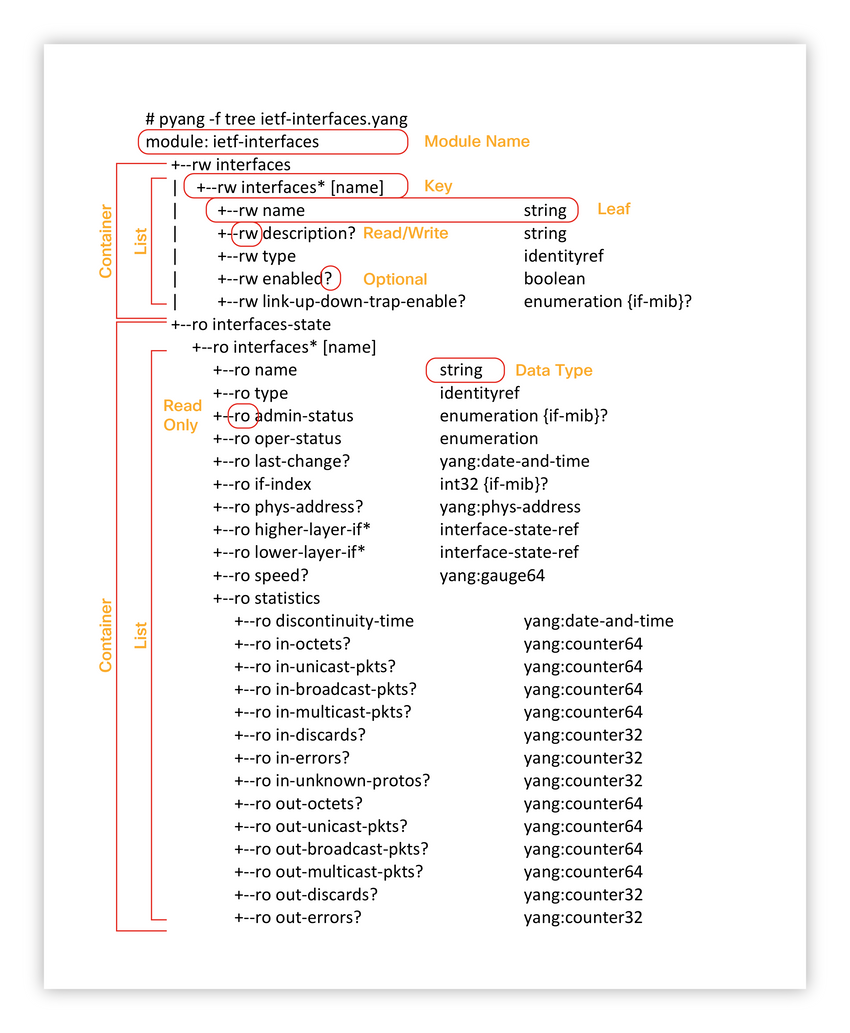 # pyang -f tree ietf-interfaces.yang
module: ietf-interfaces Module Name
+--rw interfaces
| +--rw interfaces* [name] Key
| +--rw name string Leaf
| +--rw description? Read/Write string
| +--rw type identityref
| +--rw enabled? Optional boolean
| +--rw link-up-down-trap-enable? enumeration {if-mib}?
Container
List
+--ro interfaces-state
+--ro interfaces* [name]
+--ro name string Data Type
+--ro type identityref
Read
Only
+--ro admin-status enumeration {if-mib}?
+--ro oper-status enumeration
+--ro last-change? yang:date-and-time
+--ro if-index int32 {if-mib}?
+--ro phys-address? yang:phys-address
+--ro higher-layer-if* interface-state-ref
+--ro lower-layer-if* interface-state-ref
+--ro speed? yang:gauge64
+--ro statistics
+--ro discontinuity-time yang:date-and-time
+--ro in-octets? yang:counter64
+--ro in-unicast-pkts? yang:counter64
+--ro in-broadcast-pkts? yang:counter64
+--ro in-multicast-pkts? yang:counter64
+--ro in-discards? yang:counter32
+--ro in-errors? yang:counter32
+--ro in-unknown-protos? yang:counter32
+--ro out-octets? yang:counter64
+--ro out-unicast-pkts? yang:counter64
+--ro out-broadcast-pkts? yang:counter64
+--ro out-multicast-pkts? yang:counter64
+--ro out-discards? yang:counter32
+--ro out-errors? yang:counter32
Container
List